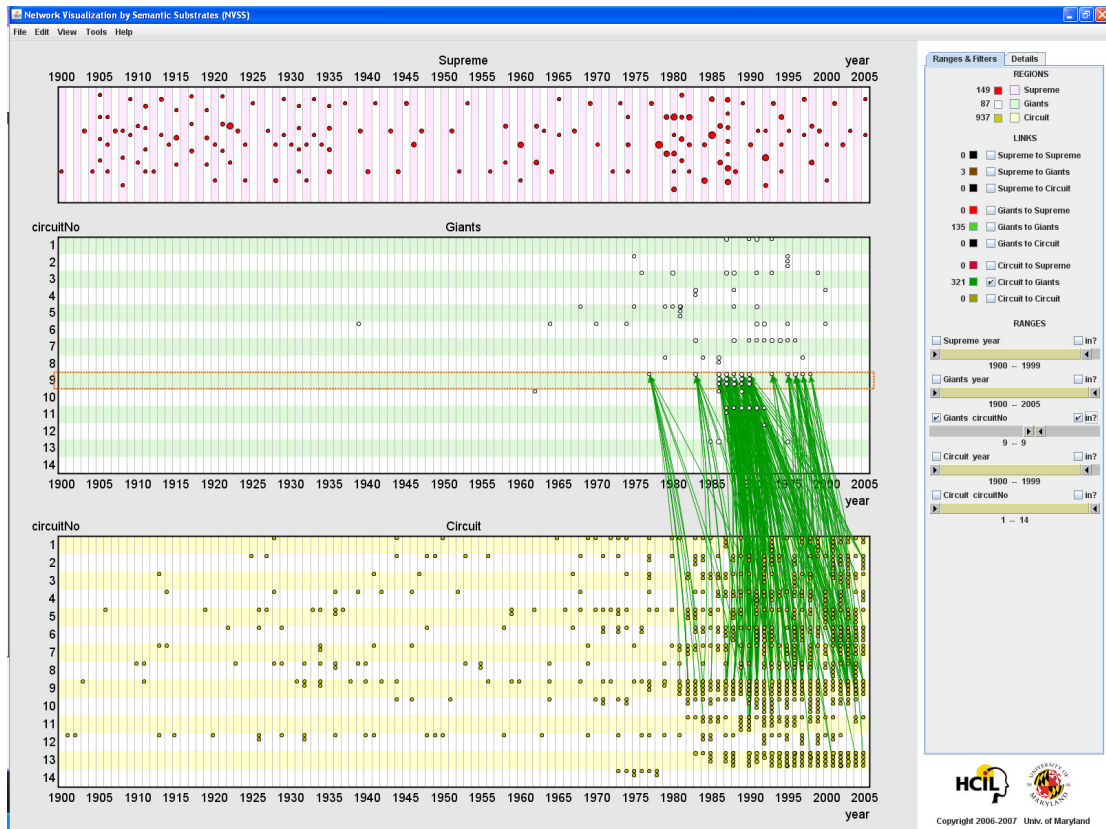 Network Visualization by Semantic Substrates (NVSS)
File Edit View Tools Help
Supreme year
1900 1905 1910 1915 1920 1925 1930 1935 1940 1945 1950 1955 1960 1965 1970 1975 1980 1985 1990 1995 2000 2005
circuitNo Giants
1
2
3
4
5
6
7
8
9
10
11
12
13
14
1900 1905 1910 1915 1920 1925 1930 1935 1940 1945 1950 1955 1960 1965 1970 1975 1980 1985 1990 1995 2000 2005
year
circuitNo Circuit
1
2
3
4
5
6
7
8
9
10
11
12
13
14
1900 1905 1910 1915 1920 1925 1930 1935 1940 1945 1950 1955 1960 1965 1970 1975 1980 1985 1990 1995 2000 2005
year
Ranges & Filters Details
REGIONS
149 Supreme
87 Giants
937 Circuit
LINKS
0 Supreme to Supreme
3 Supreme to Giants
0 Supreme to Circuit
0 Giants to Supreme
135 Giants to Giants
0 Giants to Circuit
0 Circuit to Supreme
321 Circuit to Giants
0 Circuit to Circuit
RANGES
Supreme year in?
1900 -- 1999
Giants year in?
1900 -- 2005
Giants circuitNo in?
9 -- 9
Circuit year in?
1900 -- 1999
Circuit circuitNo in?
1 -- 14
HCIL
UNIVERSITY OF
MARYLAND
Copyright 2006-2007 Univ. of Maryland